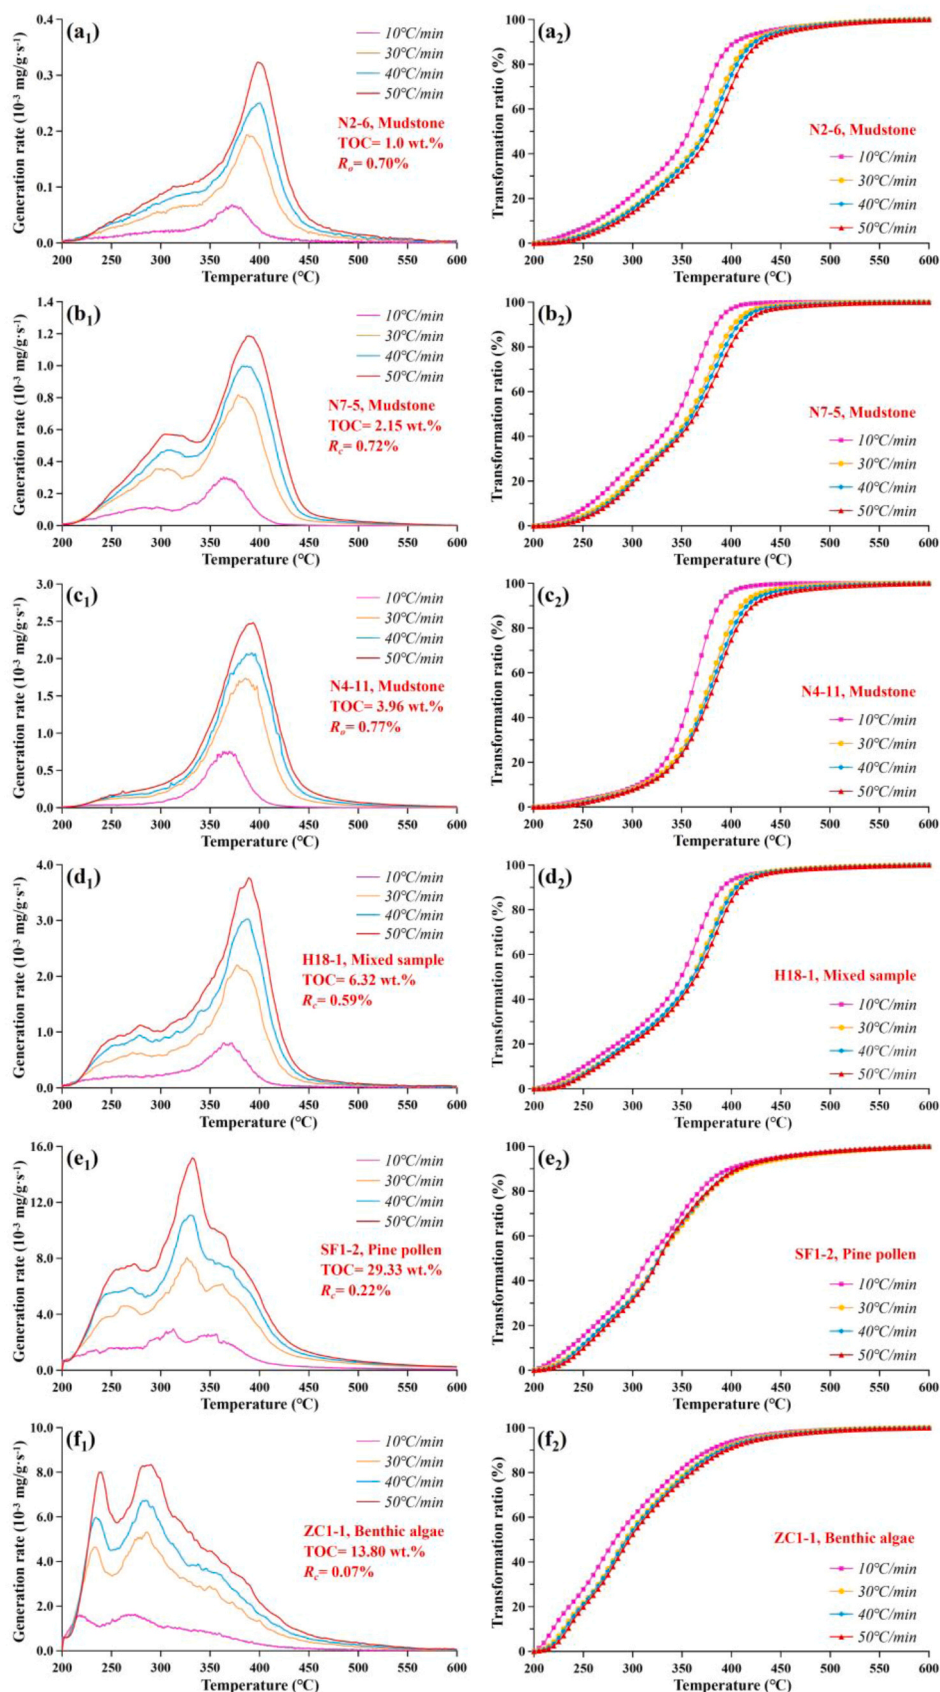 (a1)
Generation rate (10-3 mg/g·s-1)
0.4
0.3
0.2
0.1
0.0
10℃/min
30℃/min
40℃/min
50℃/min
N2-6, Mudstone
TOC= 1.0 wt.%
Ro= 0.70%
200 250 300 350 400 450 500 550 600
Temperature (℃)
(a2)
Transformation ratio (%)
100
80
60
40
20
0
N2-6, Mudstone
10℃/min
30℃/min
40℃/min
50℃/min
200 250 300 350 400 450 500 550 600
Temperature (℃)
(b1)
Generation rate (10-3 mg/g·s-1)
1.4
1.2
1.0
0.8
0.6
0.4
0.2
0.0
10℃/min
30℃/min
40℃/min
50℃/min
N7-5, Mudstone
TOC= 2.15 wt.%
Rc= 0.72%
200 250 300 350 400 450 500 550 600
Temperature (℃)
(b2)
Transformation ratio (%)
100
80
60
40
20
0
N7-5, Mudstone
10℃/min
30℃/min
40℃/min
50℃/min
200 250 300 350 400 450 500 550 600
Temperature (℃)
(c1)
Generation rate (10-3 mg/g·s-1)
3.0
2.5
2.0
1.5
1.0
0.5
0.0
10℃/min
30℃/min
40℃/min
50℃/min
N4-11, Mudstone
TOC= 3.96 wt.%
Ro= 0.77%
200 250 300 350 400 450 500 550 600
Temperature (℃)
(c2)
Transformation ratio (%)
100
80
60
40
20
0
N4-11, Mudstone
10℃/min
30℃/min
40℃/min
50℃/min
200 250 300 350 400 450 500 550 600
Temperature (℃)
(d1)
Generation rate (10-3 mg/g·s-1)
4.0
3.0
2.0
1.0
0.0
10℃/min
30℃/min
40℃/min
50℃/min
H18-1, Mixed sample
TOC= 6.32 wt.%
Rc= 0.59%
200 250 300 350 400 450 500 550 600
Temperature (℃)
(d2)
Transformation ratio (%)
100
80
60
40
20
0
H18-1, Mixed sample
10℃/min
30℃/min
40℃/min
50℃/min
200 250 300 350 400 450 500 550 600
Temperature (℃)
(e1)
Generation rate (10-3 mg/g·s-1)
16.0
12.0
8.0
4.0
0.0
10℃/min
30℃/min
40℃/min
50℃/min
SF1-2, Pine pollen
TOC= 29.33 wt.%
Rc= 0.22%
200 250 300 350 400 450 500 550 600
Temperature (℃)
(e2)
Transformation ratio (%)
100
80
60
40
20
0
SF1-2, Pine pollen
10℃/min
30℃/min
40℃/min
50℃/min
200 250 300 350 400 450 500 550 600
Temperature (℃)
(f1)
Generation rate (10-3 mg/g·s-1)
10.0
8.0
6.0
4.0
2.0
0.0
10℃/min
30℃/min
40℃/min
50℃/min
ZC1-1, Benthic algae
TOC= 13.80 wt.%
Rc= 0.07%
200 250 300 350 400 450 500 550 600
Temperature (℃)
(f2)
Transformation ratio (%)
100
80
60
40
20
0
ZC1-1, Benthic algae
10℃/min
30℃/min
40℃/min
50℃/min
200 250 300 350 400 450 500 550 600
Temperature (℃)